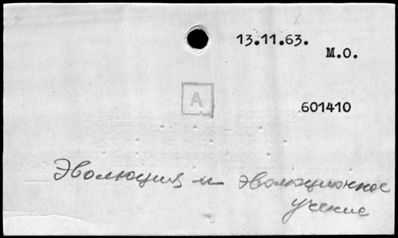 13.11.63.
М.О.
А
601410
Эволюция и эволюционное
учение